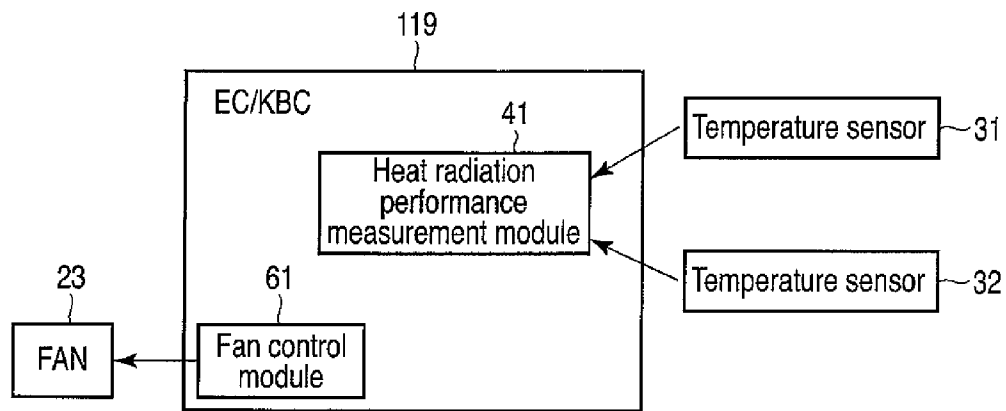 119
EC/KBC
41
Heat radiation
performance
measurement module
Temperature sensor
31
Temperature sensor
32
23
FAN
61
Fan control
module